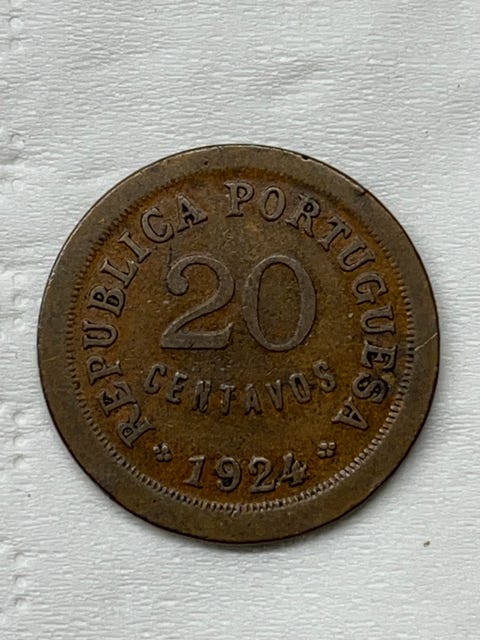 REPUBLICA PORTUGUESA
20
CENTAVOS
1924